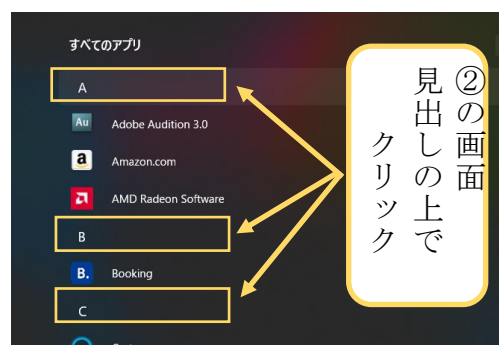 すべてのアプリ
A
Au Adobe Audition 3.0
a Amazon.com
AMD Radeon Software
B
B. Booking
C
②の画面
見出しの上で
クリック